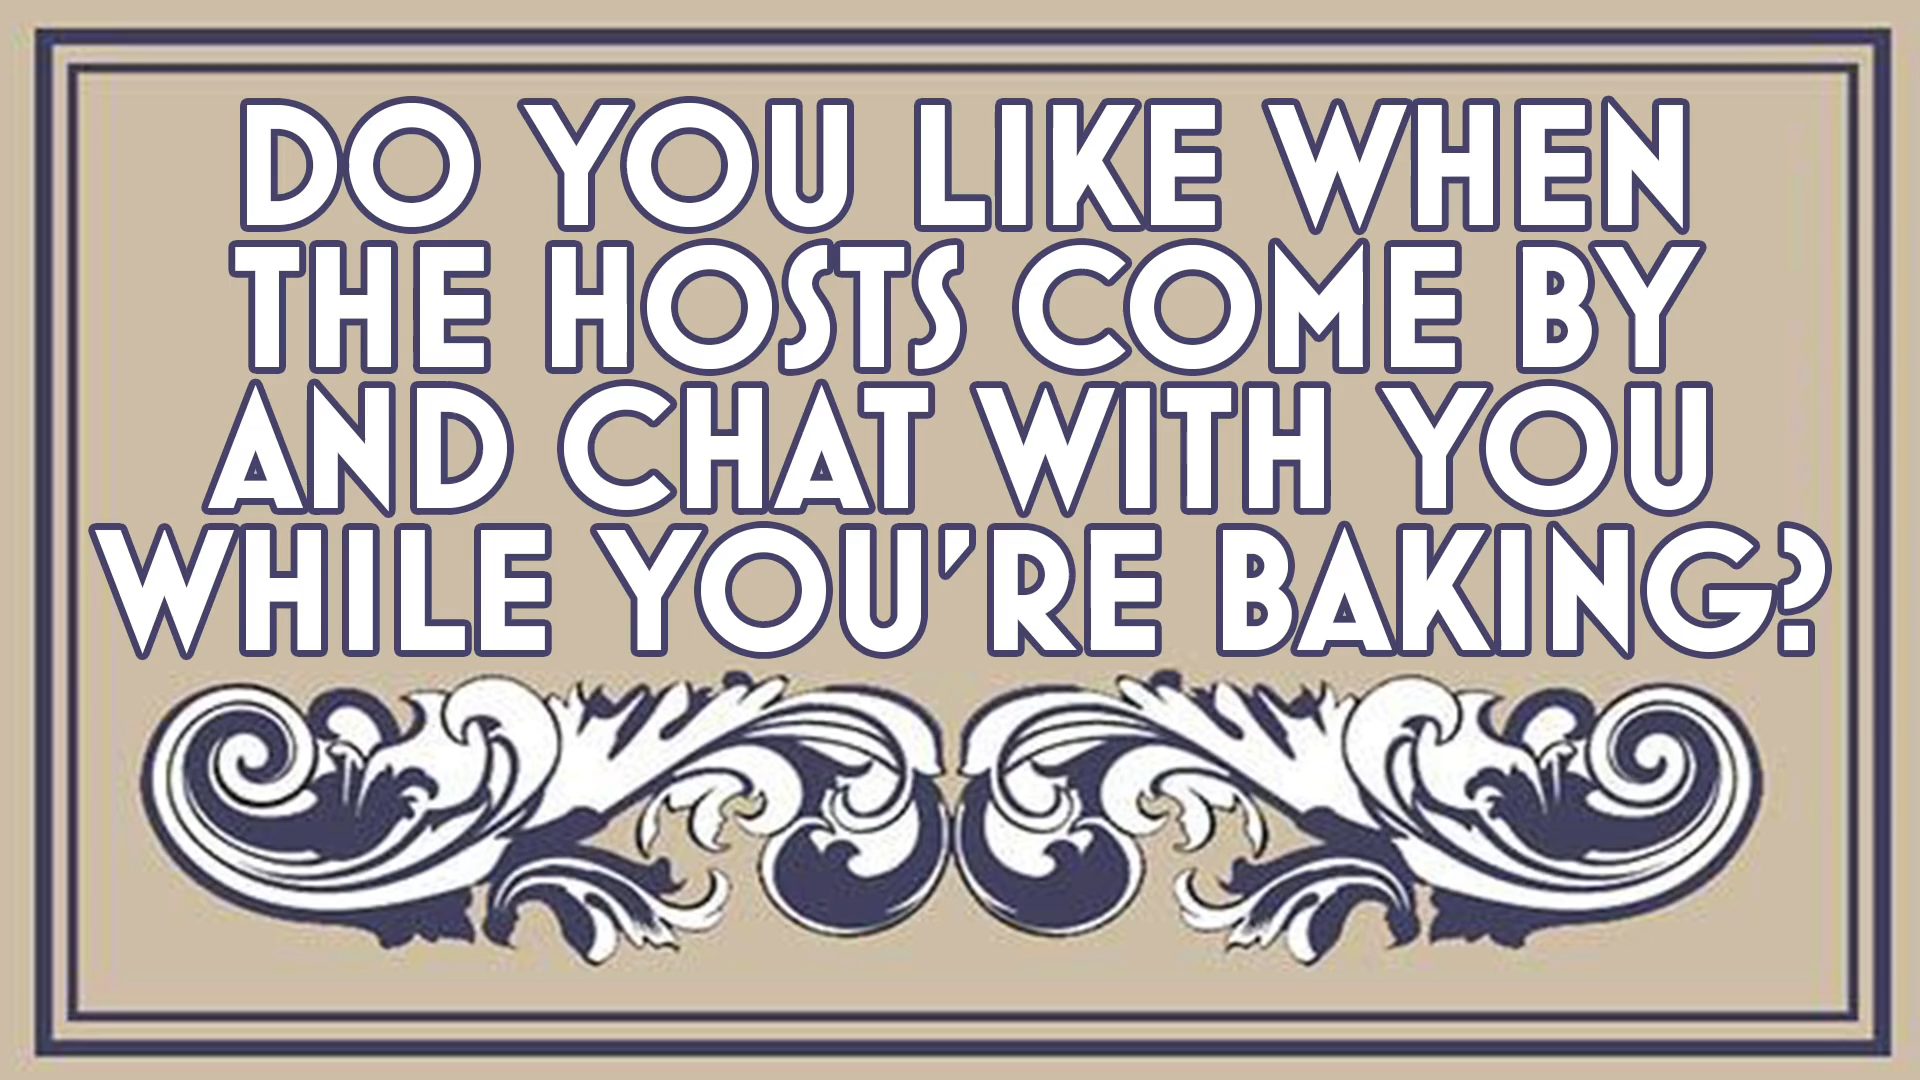 DO YOU LIKE WHEN
THE HOSTS COME BY
AND CHAT WITH YOU
WHILE YOU'RE BAKING?